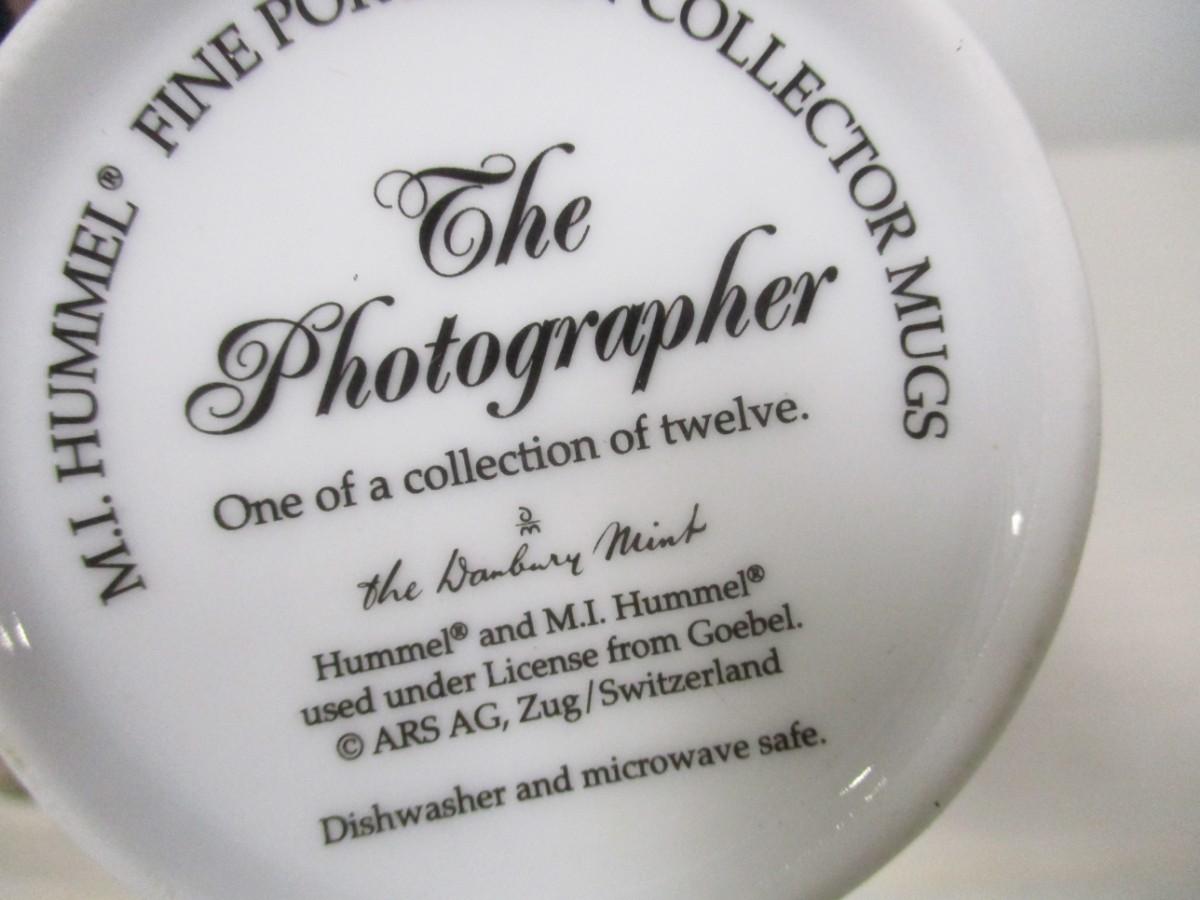 M.I. HUMMEL® FINE COLLECTOR MUGS
The
Photographer
One of a collection of twelve.
DM
the Danbury Mint
Hummel® and M.I. Hummel®
used under License from Goebel.
© ARS AG, Zug/Switzerland
Dishwasher and microwave safe.